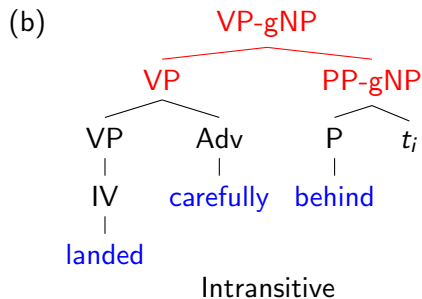 (b) VP-gNP
VP PP-gNP
VP Adv P t_i
IV carefully behind
landed
Intransitive